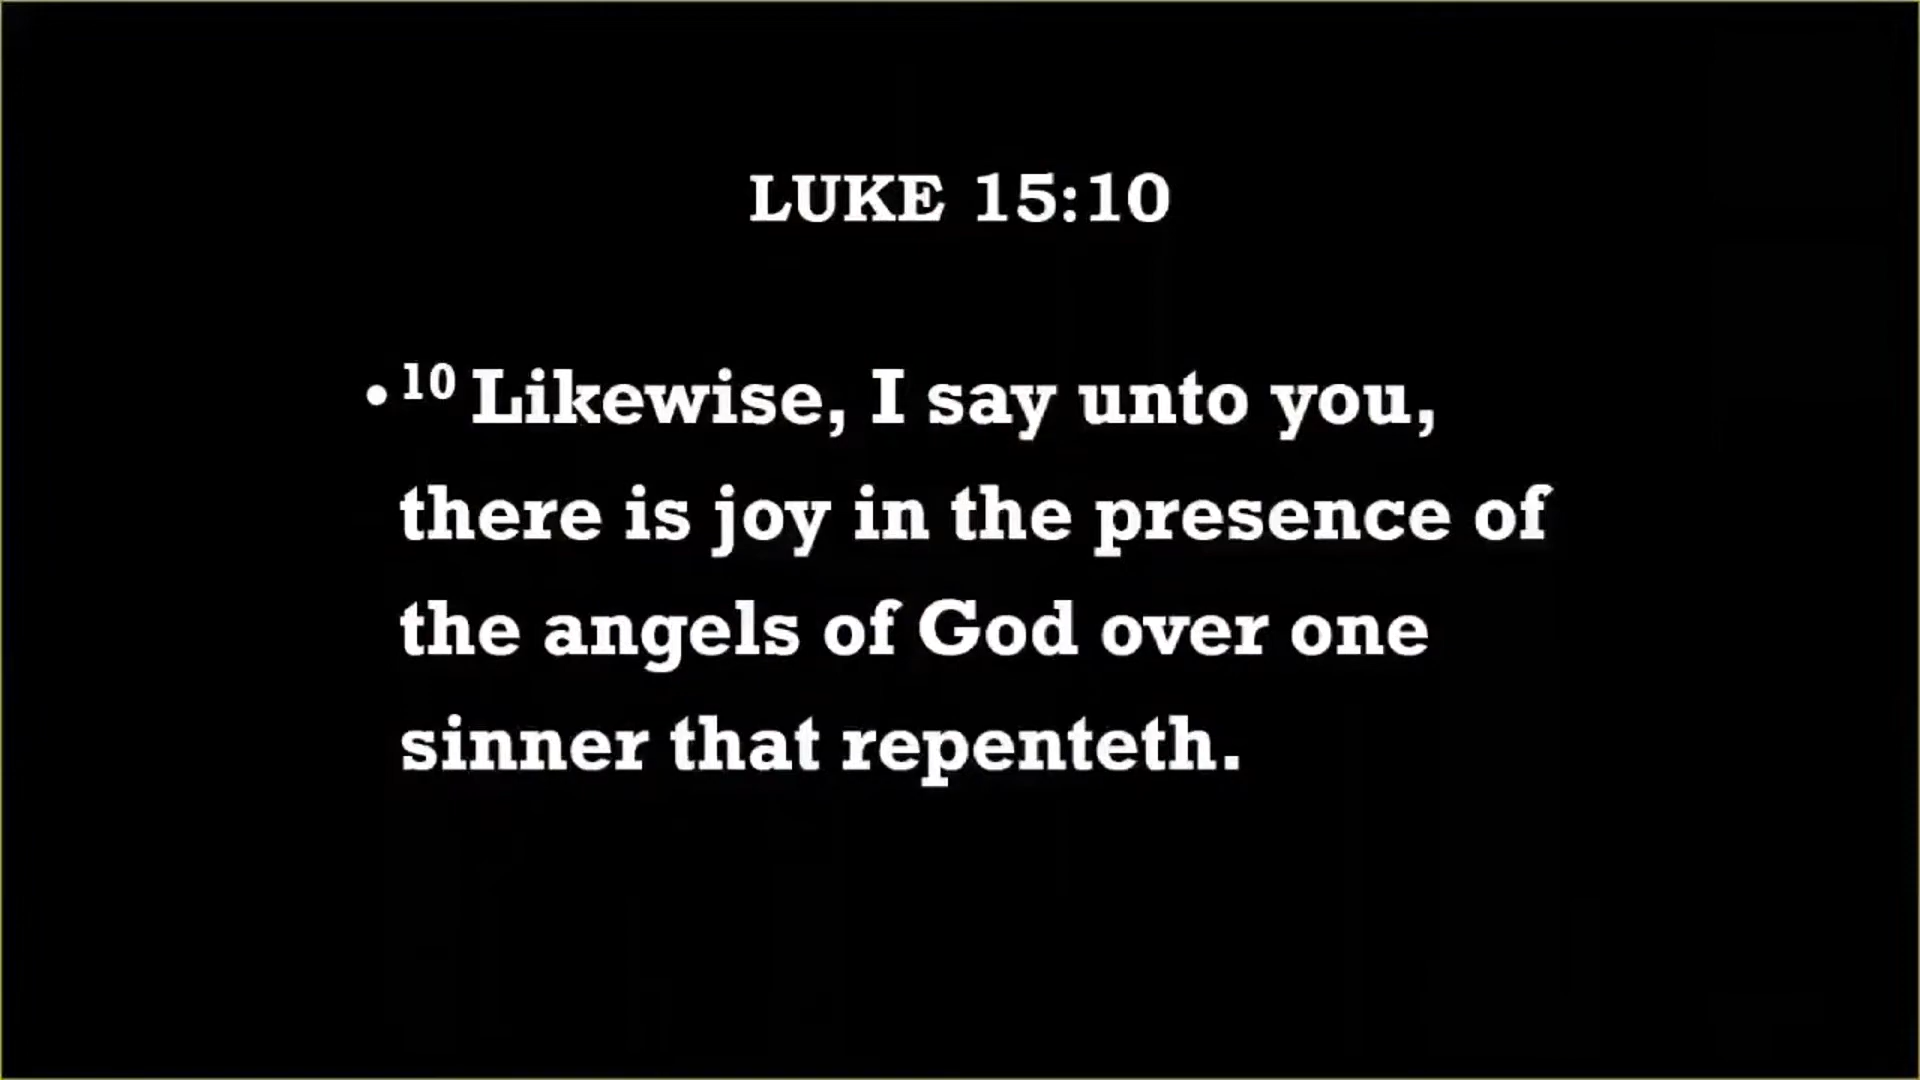 LUKE 15:10
• 10 Likewise, I say unto you,
there is joy in the presence of
the angels of God over one
sinner that repenteth.